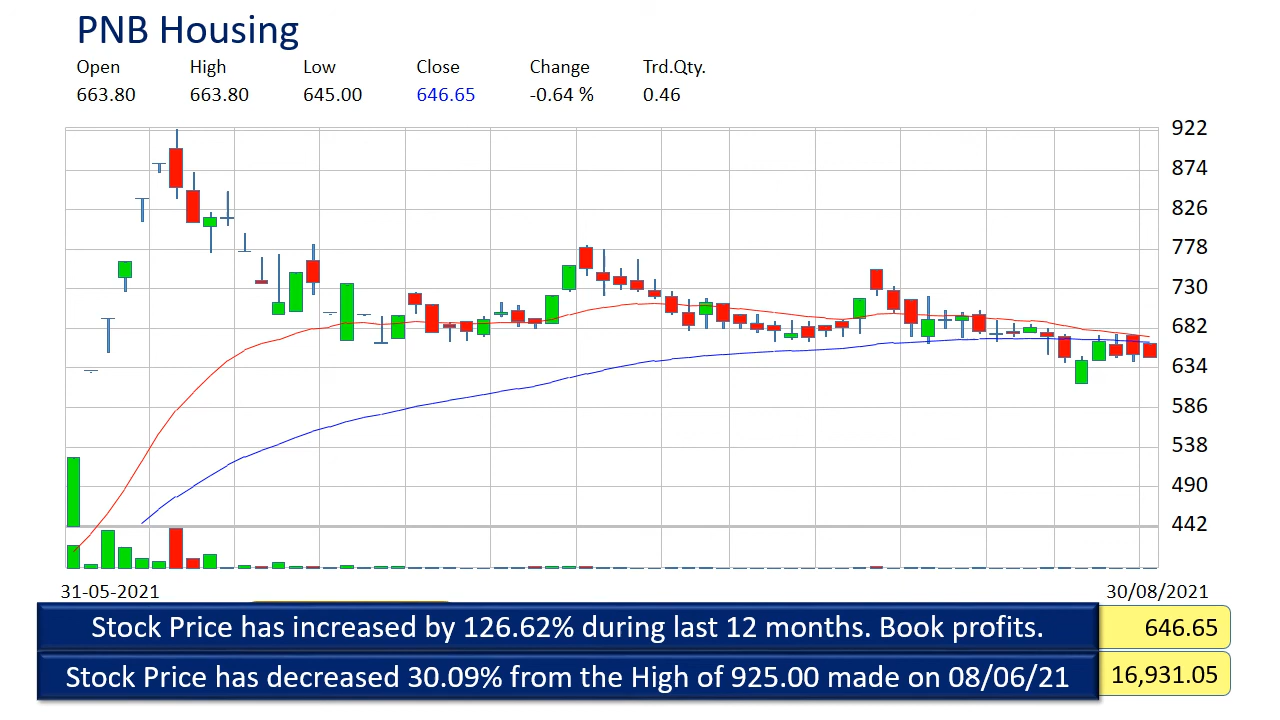 PNB Housing
Open High Low Close Change Trd.Qty.
663.80 663.80 645.00 646.65 -0.64 % 0.46
922
874
826
778
730
682
634
586
538
490
442
31-05-2021 30/08/2021
Stock Price has increased by 126.62% during last 12 months. Book profits. 646.65
Stock Price has decreased 30.09% from the High of 925.00 made on 08/06/21 16,931.05